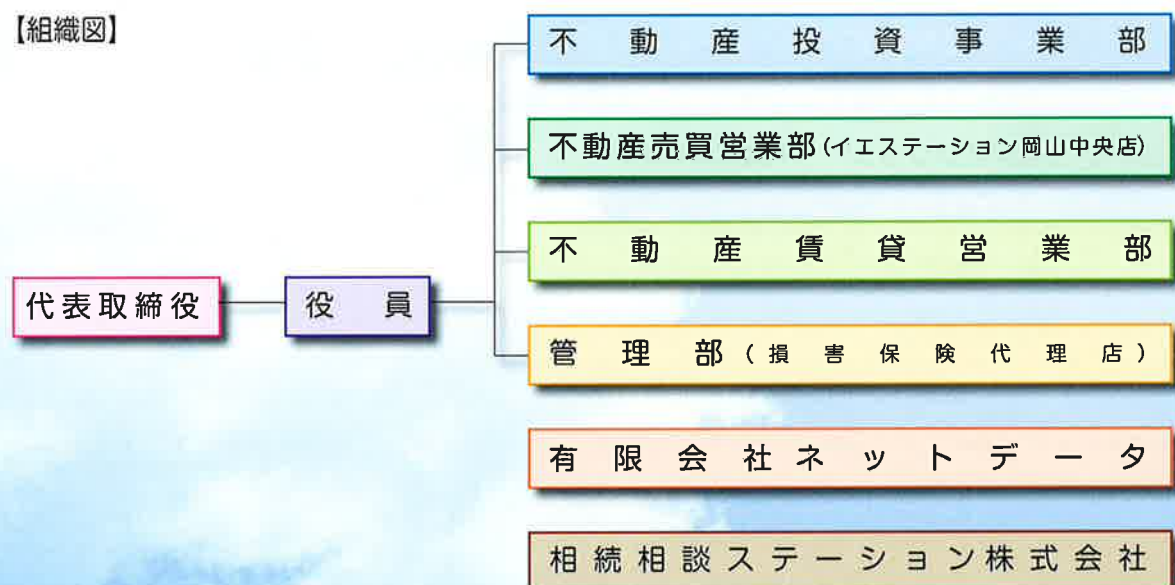 【組織図】
不動産投資事業部
不動産売買営業部(イエステーション岡山中央店)
不動産賃貸営業部
代表取締役
役員
管理部(損害保険代理店)
有限会社ネットデータ
相続相談ステーション株式会社